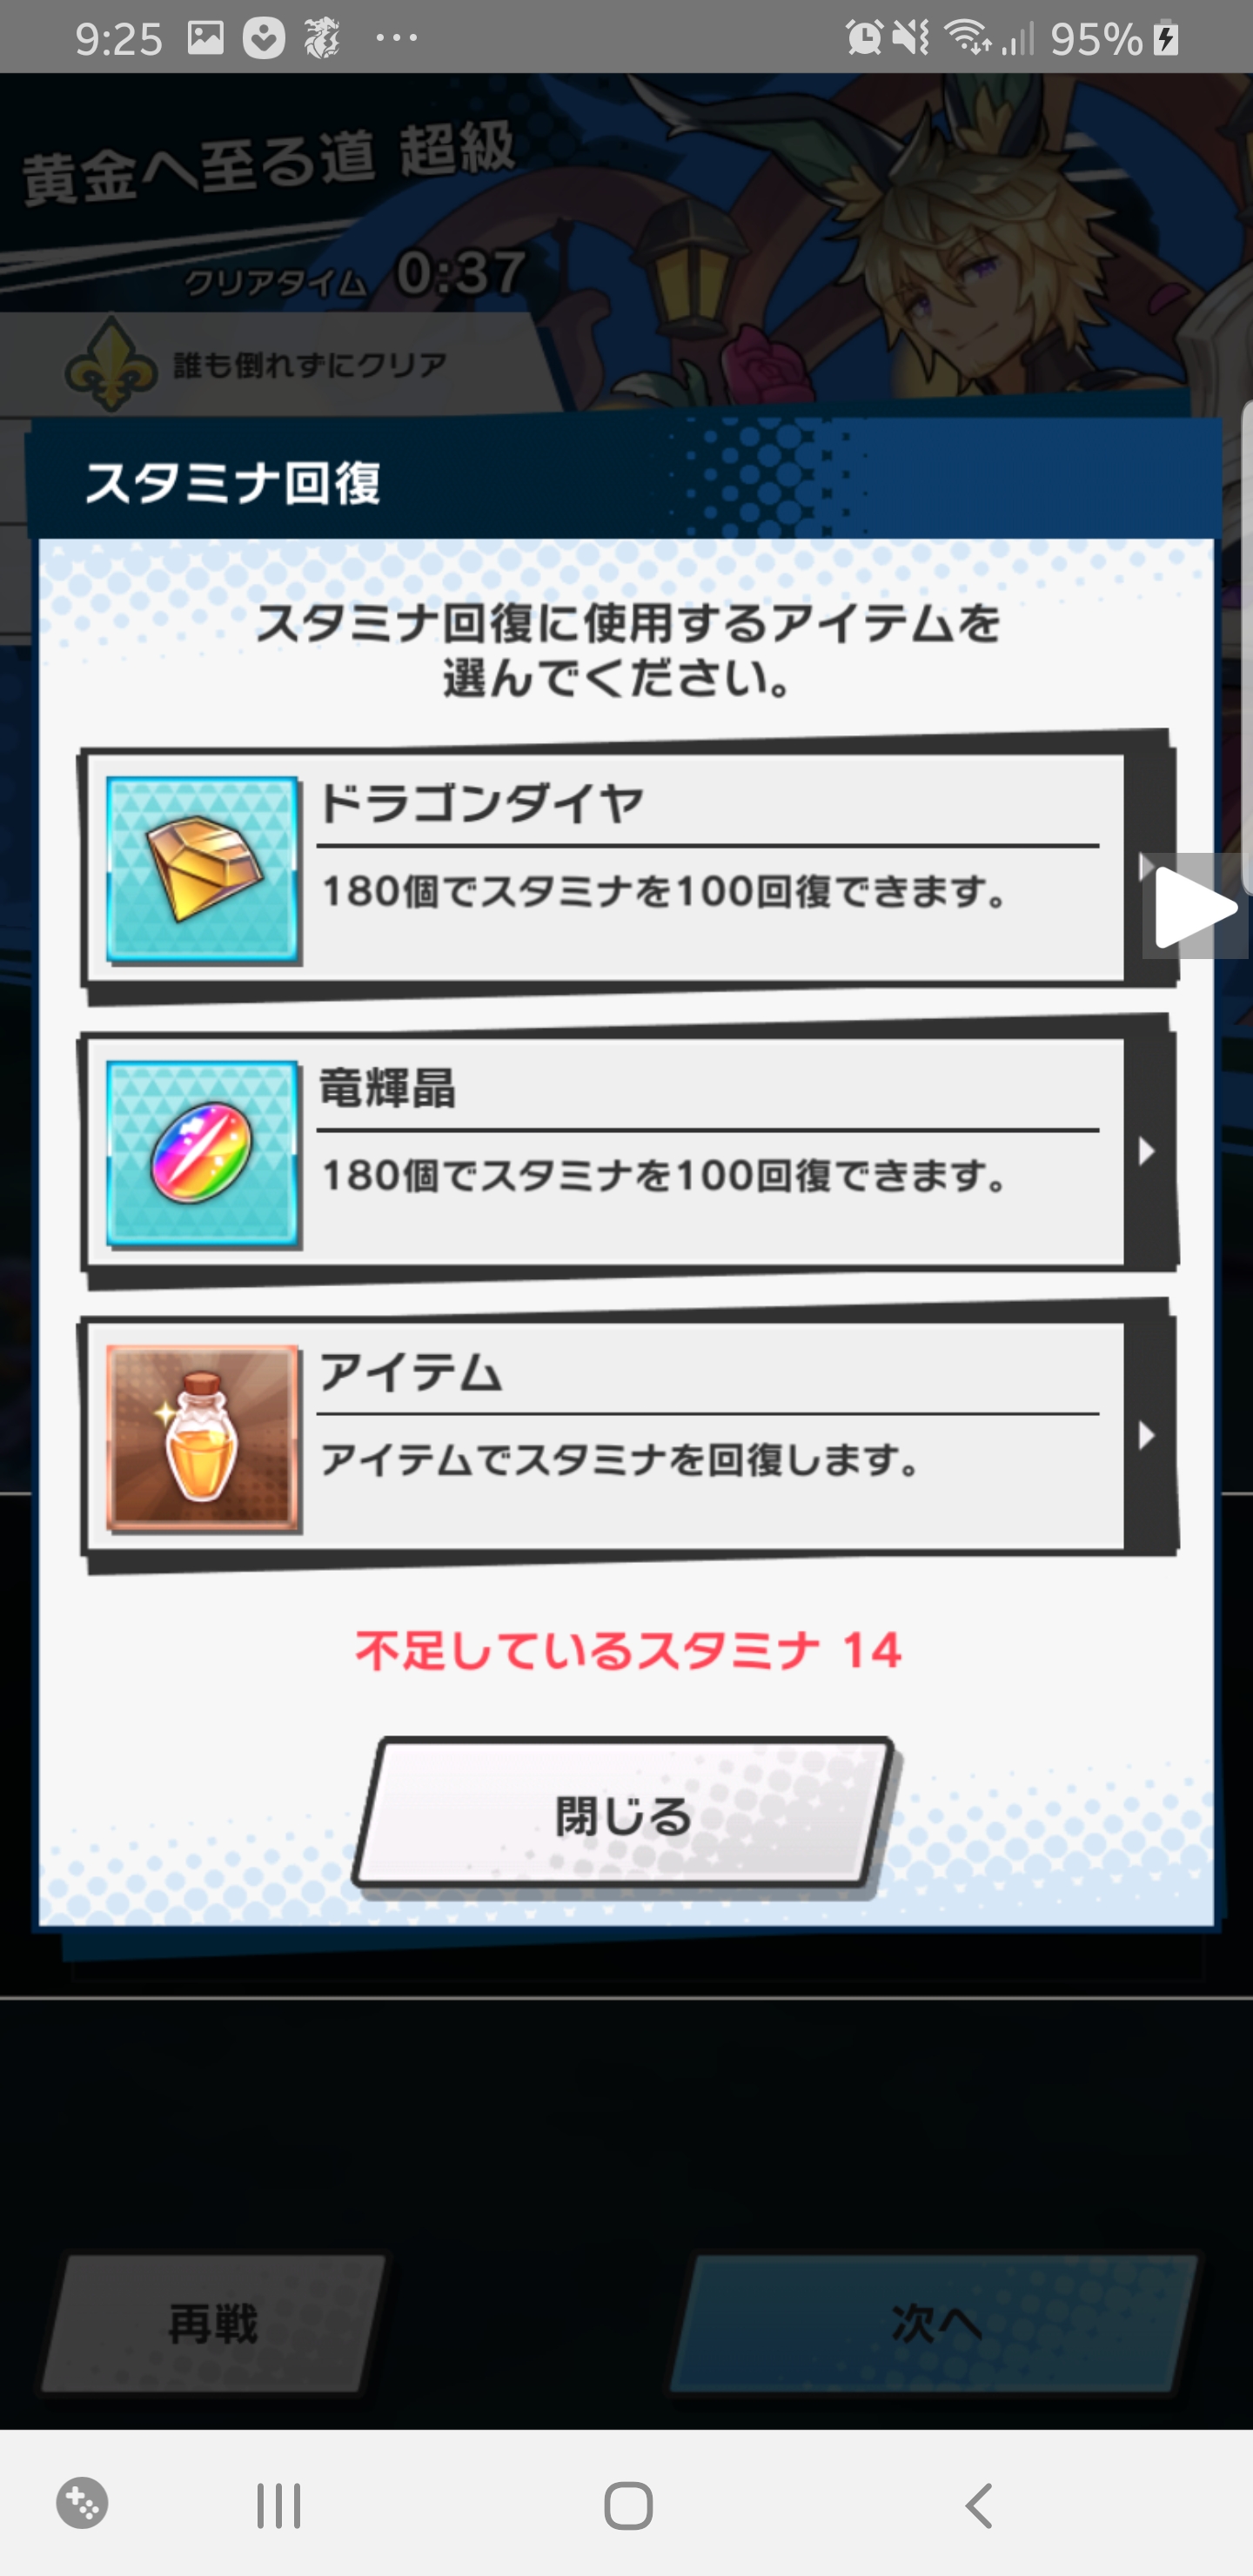 9:25
95%
黄金へ至る道 超級
クリアタイム 0:37
誰も倒れずにクリア
スタミナ回復
スタミナ回復に使用するアイテムを
選んでください。
ドラゴンダイヤ
180個でスタミナを100回復できます。
竜輝晶
180個でスタミナを100回復できます。
アイテム
アイテムでスタミナを回復します。
不足しているスタミナ 14
閉じる
再戦
次へ